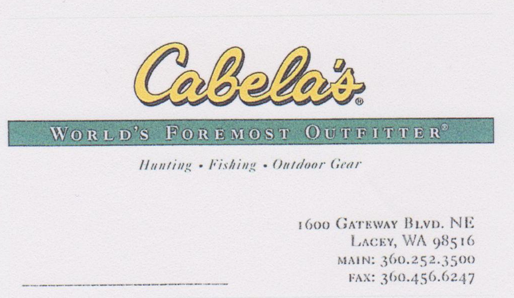 Cabela's®
World's Foremost Outfitter®
Hunting • Fishing • Outdoor Gear
1600 Gateway Blvd. NE
Lacey, WA 98516
main: 360.252.3500
fax: 360.456.6247